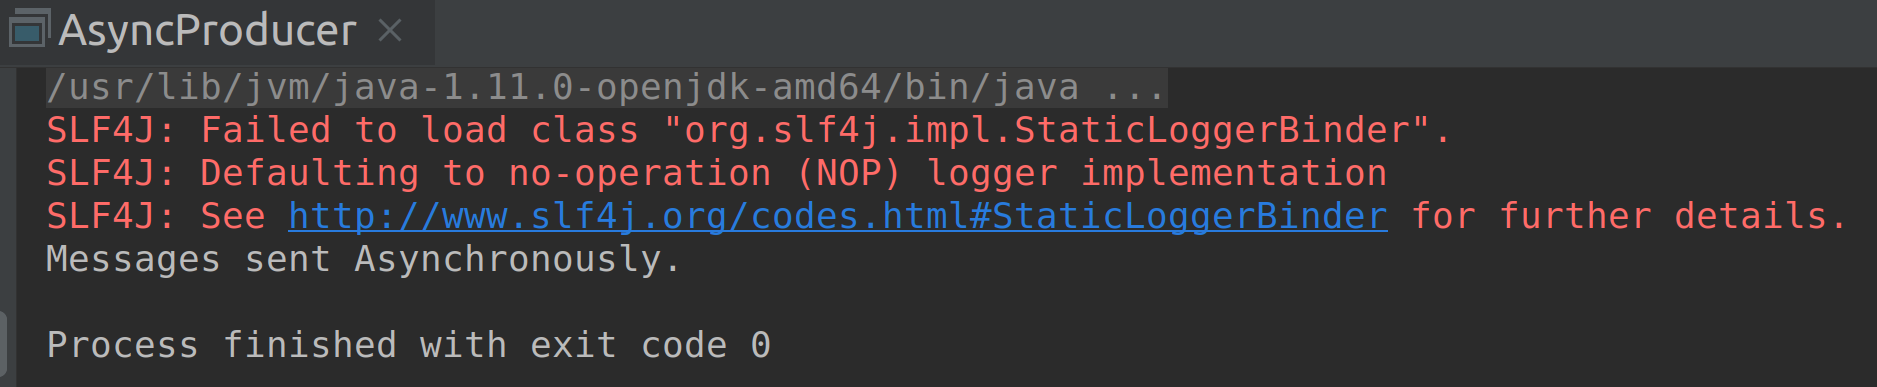 AsyncProducer
/usr/lib/jvm/java-1.11.0-openjdk-amd64/bin/java ...
SLF4J: Failed to load class "org.slf4j.impl.StaticLoggerBinder".
SLF4J: Defaulting to no-operation (NOP) logger implementation
SLF4J: See http://www.slf4j.org/codes.html#StaticLoggerBinder for further details.
Messages sent Asynchronously.
Process finished with exit code 0